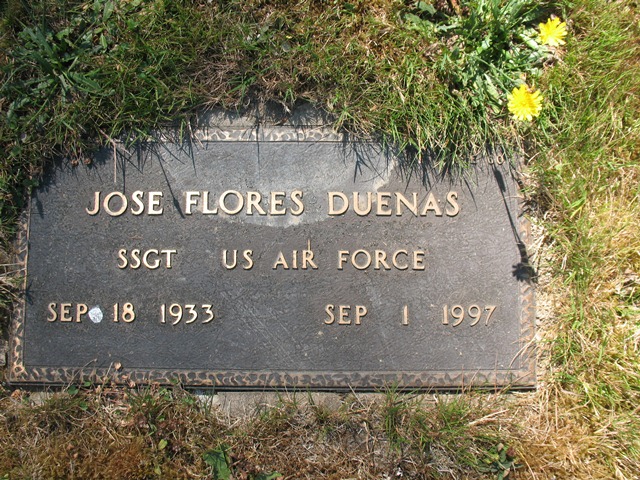 JOSE FLORES DUENAS
SSGT US AIR FORCE
SEP 18 1933 SEP 1 1997